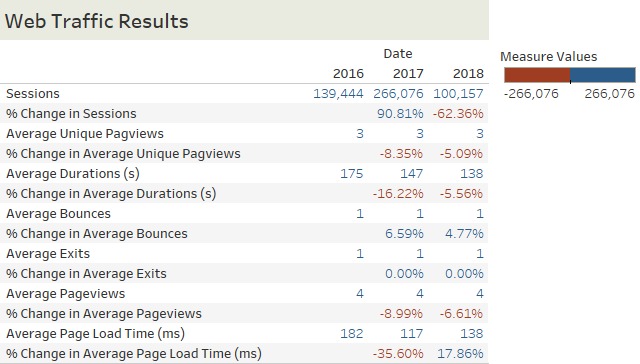 Web Traffic Results
Date
2016 2017 2018
Sessions 139,444 266,076 100,157
% Change in Sessions 90.81% -62.36%
Average Unique Pagviews 3 3 3
% Change in Average Unique Pagviews -8.35% -5.09%
Average Durations (s) 175 147 138
% Change in Average Durations (s) -16.22% -5.56%
Average Bounces 1 1 1
% Change in Average Bounces 6.59% 4.77%
Average Exits 1 1 1
% Change in Average Exits 0.00% 0.00%
Average Pageviews 4 4 4
% Change in Average Pageviews -8.99% -6.61%
Average Page Load Time (ms) 182 117 138
% Change in Average Page Load Time (ms) -35.60% 17.86%
Measure Values
-266,076 266,076